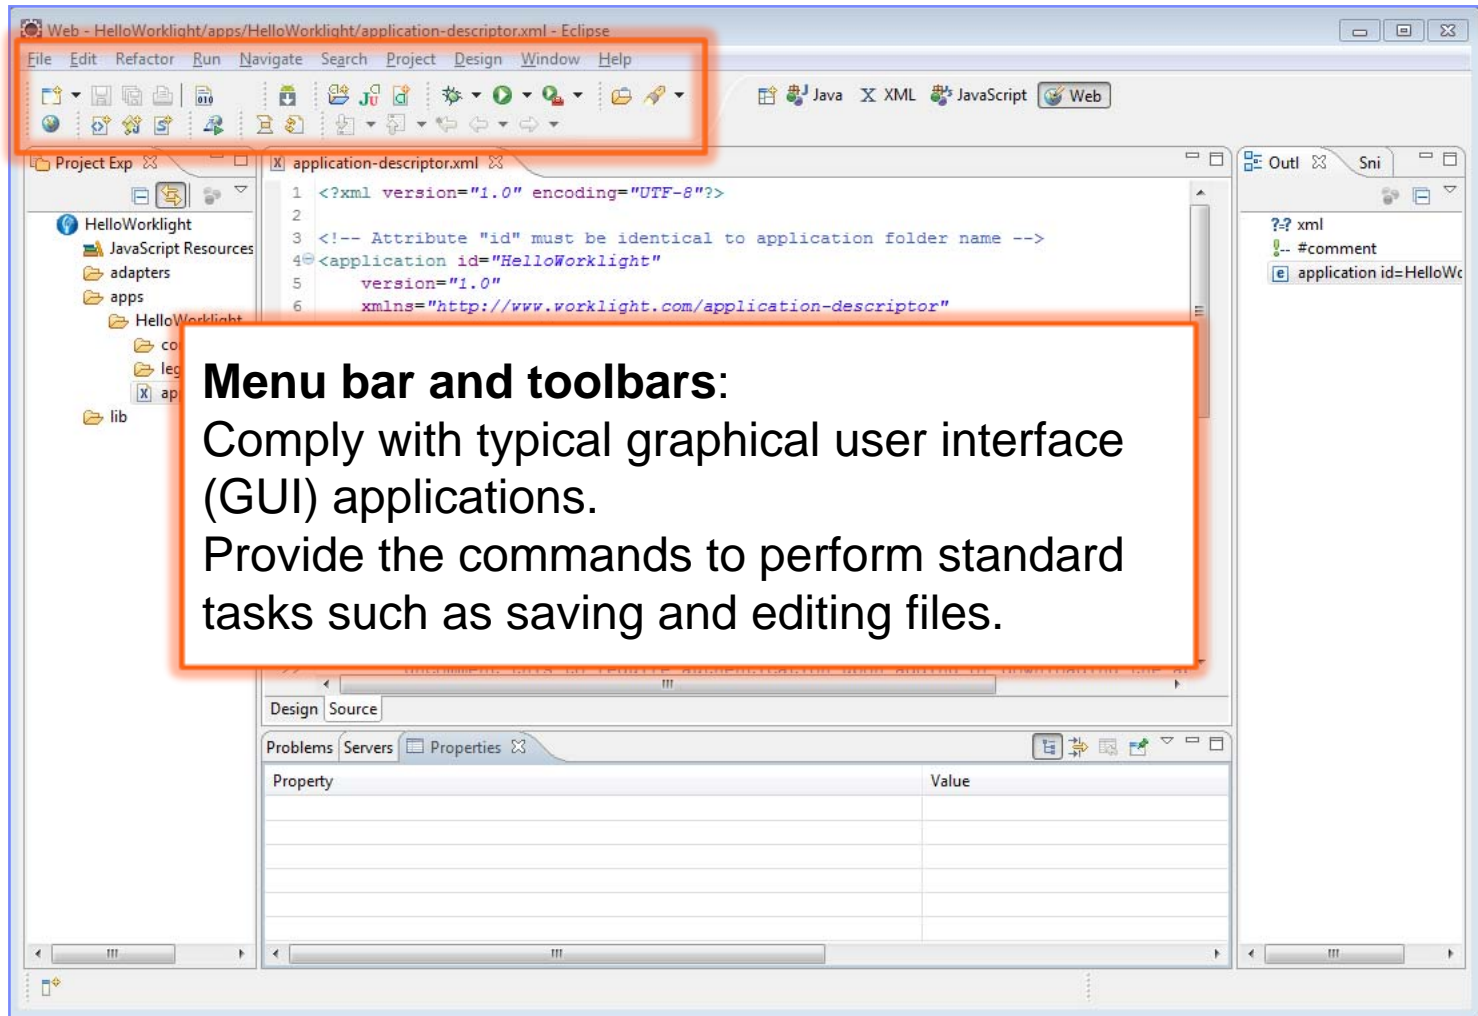 Web - HelloWorklight/apps/HelloWorklight/application-descriptor.xml - Eclipse
File Edit Refactor Run Navigate Search Project Design Window Help
Java XML JavaScript Web
Project Exp
application-descriptor.xml
Outl Sni
HelloWorklight
JavaScript Resources
adapters
apps
HelloWorklight
lib
1 <?xml version="1.0" encoding="UTF-8"?>
2
3 <!-- Attribute "id" must be identical to application folder name -->
4 <application id="HelloWorklight"
5 version="1.0"
6 xmlns="http://www.worklight.com/application-descriptor"
?=? xml
!-- #comment
e application id=HelloWo
Menu bar and toolbars:
Comply with typical graphical user interface
(GUI) applications.
Provide the commands to perform standard
tasks such as saving and editing files.
Design Source
Problems Servers Properties
Property Value